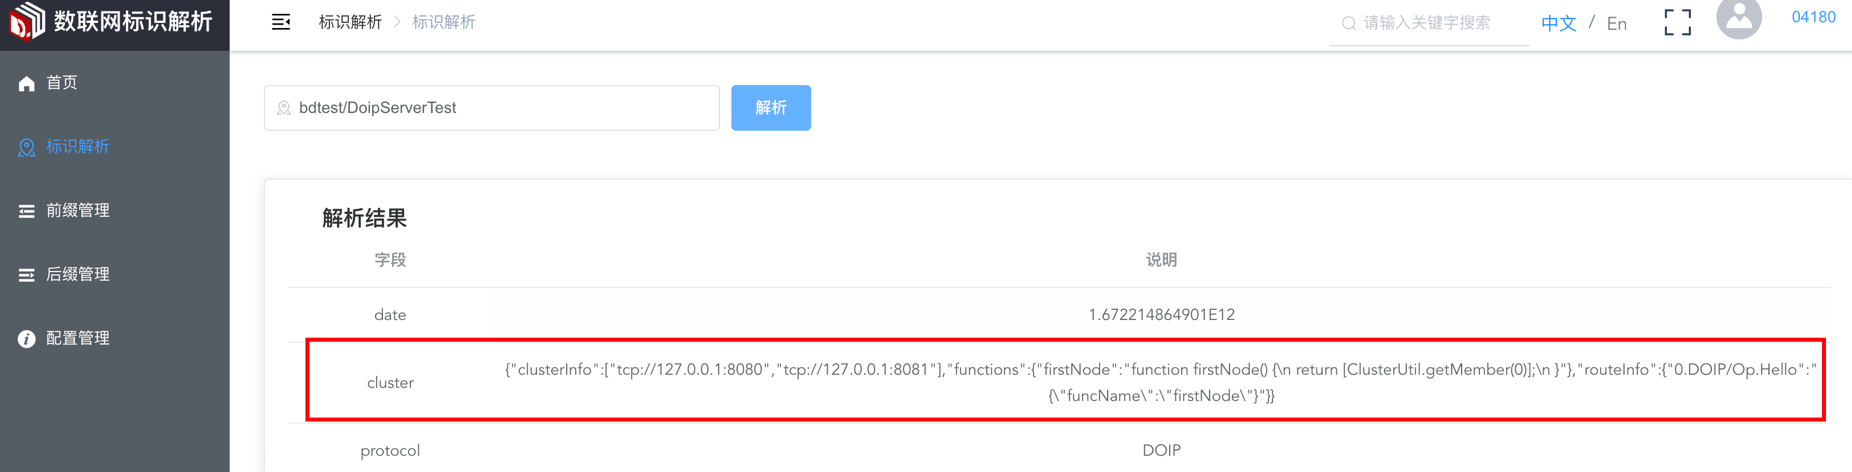 数联网标识解析
标识解析 > 标识解析
请输入关键字搜索
中文 / En
04180
首页
标识解析
前缀管理
后缀管理
配置管理
bdtest/DoipServerTest
解析
解析结果
字段 说明
date 1.672214864901E12
cluster {"clusterInfo":["tcp://127.0.0.1:8080","tcp://127.0.0.1:8081"],"functions":{"firstNode":"function firstNode() {\n return [ClusterUtil.getMember(0)];\n }"},"routeInfo":{"0.DOIP/Op.Hello":"
{\"funcName\":\"firstNode\"}"}}
protocol DOIP